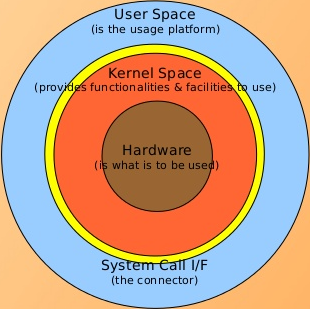 User Space
(is the usage platform)
Kernel Space
(provides functionalities & facilities to use)
Hardware
(is what is to be used)
System Call I/F
(the connector)